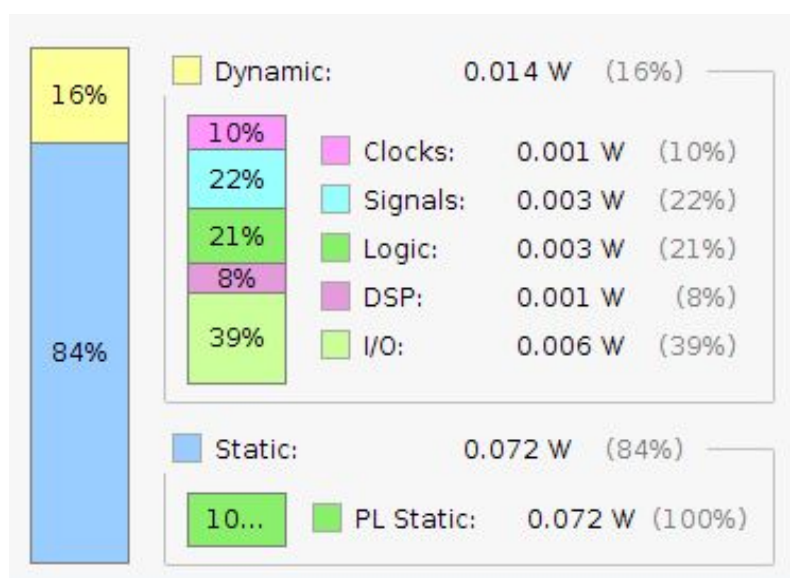 16%
84%
Dynamic: 0.014 W (16%)
10%
22%
21%
8%
39%
Clocks: 0.001 W (10%)
Signals: 0.003 W (22%)
Logic: 0.003 W (21%)
DSP: 0.001 W (8%)
I/O: 0.006 W (39%)
Static: 0.072 W (84%)
10...
PL Static: 0.072 W (100%)